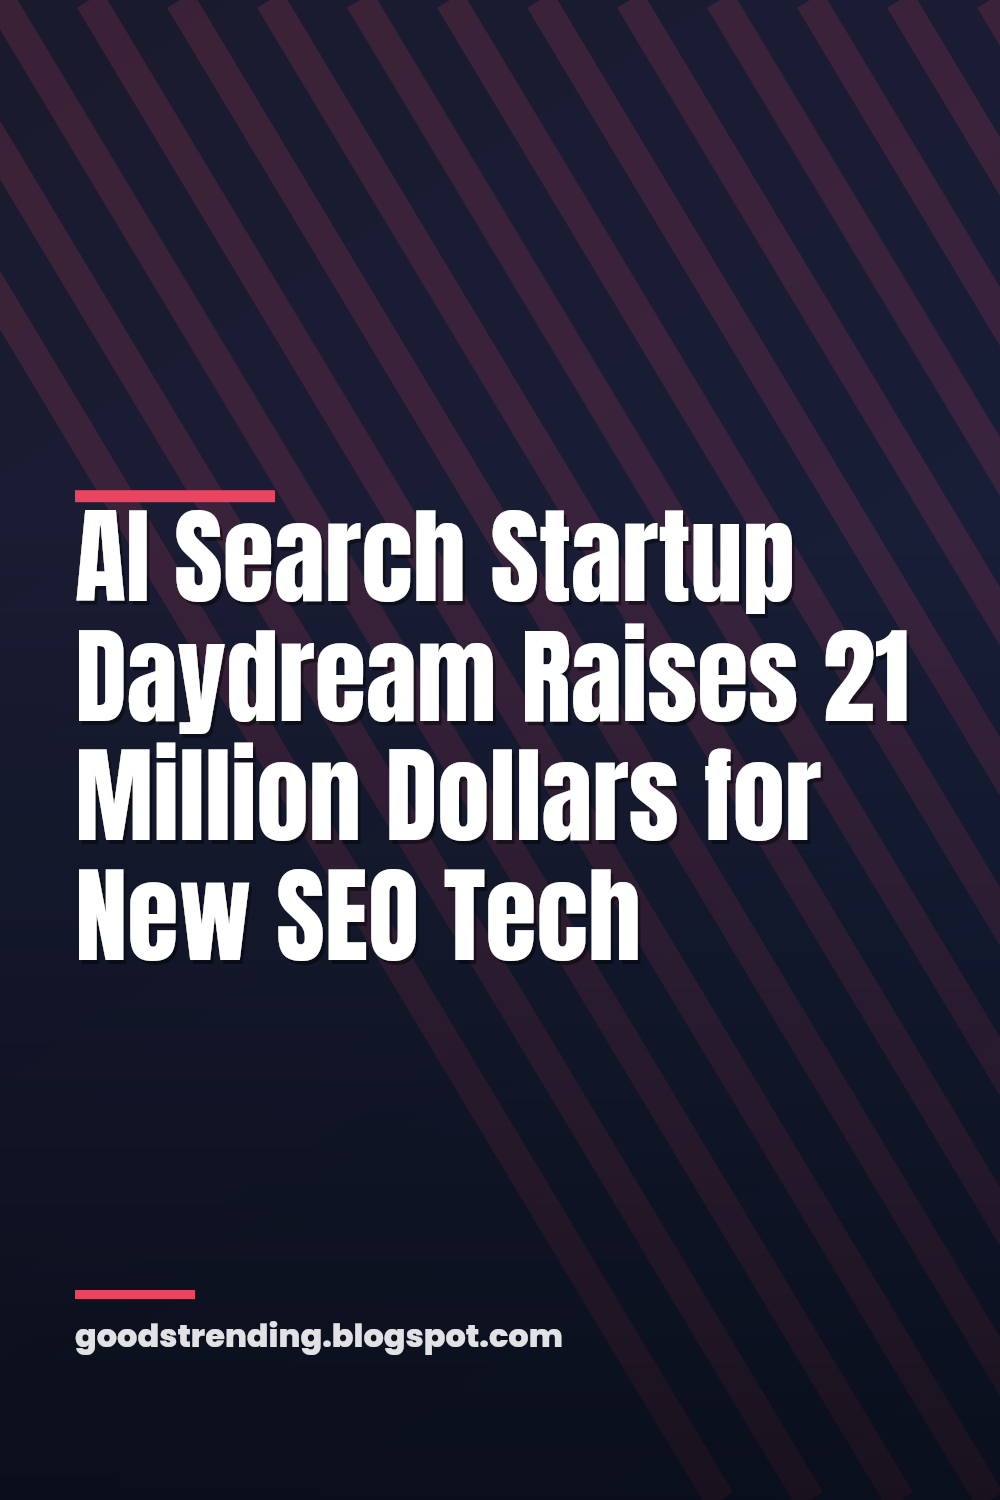 AI Search Startup
Daydream Raises 21
Million Dollars for
New SEO Tech
goodstrending.blogspot.com